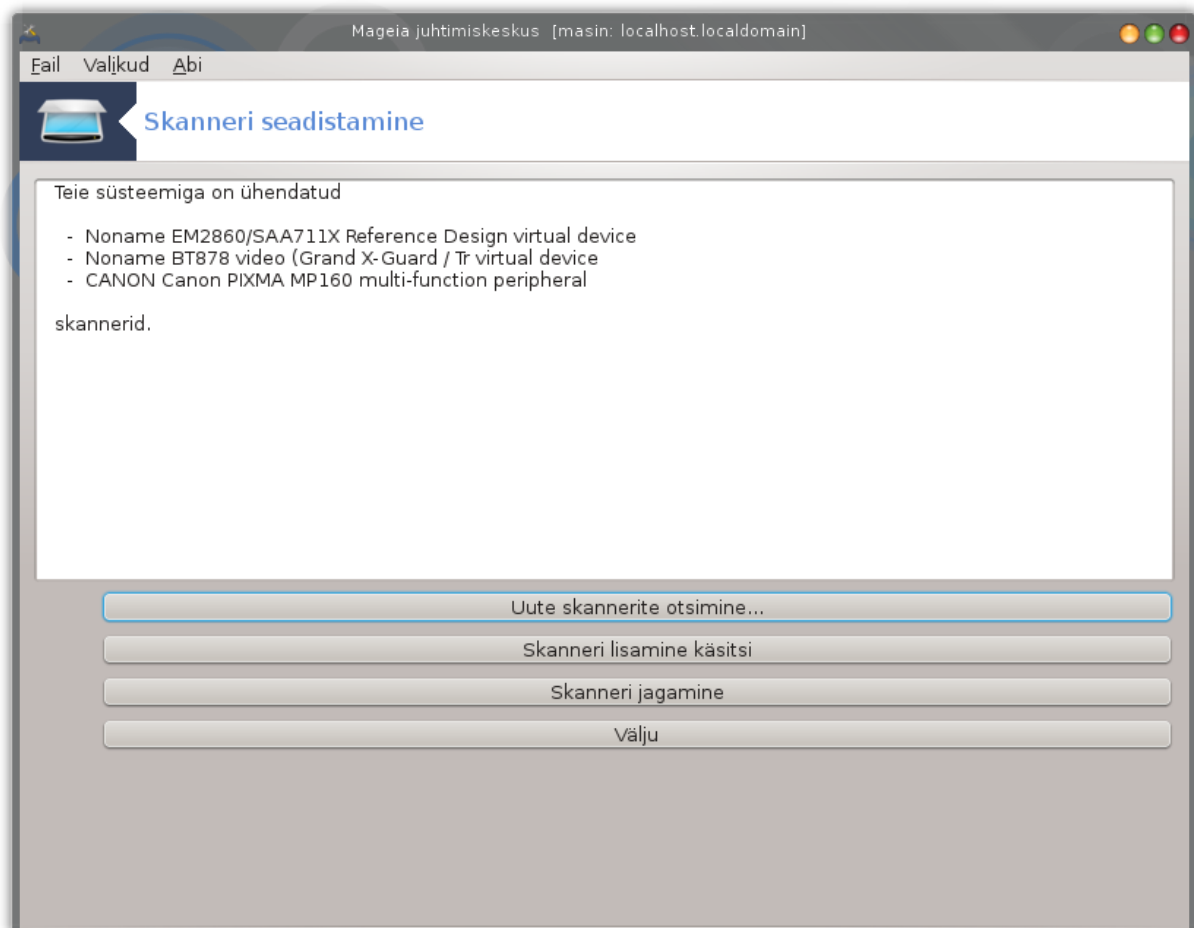 Mageia juhtimiskeskus [masin: localhost.localdomain]
Fail Valikud Abi
Skanneri seadistamine
Teie süsteemiga on ühendatud
- Noname EM2860/SAA711X Reference Design virtual device
- Noname BT878 video (Grand X-Guard / Tr virtual device
- CANON Canon PIXMA MP160 multi-function peripheral
skannerid.
Uute skannerite otsimine...
Skanneri lisamine käsitsi
Skanneri jagamine
Välju